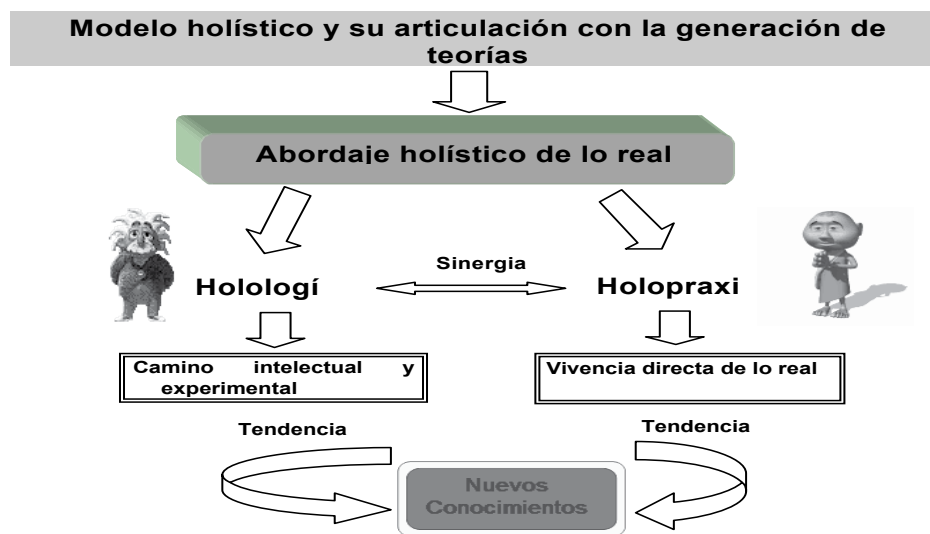 Modelo holístico y su articulación con la generación de
teorías
Abordaje holístico de lo real
Sinergia
Holologí
Holopraxi
Camino intelectual y
experimental
Vivencia directa de lo real
Tendencia
Tendencia
Nuevos
Conocimientos